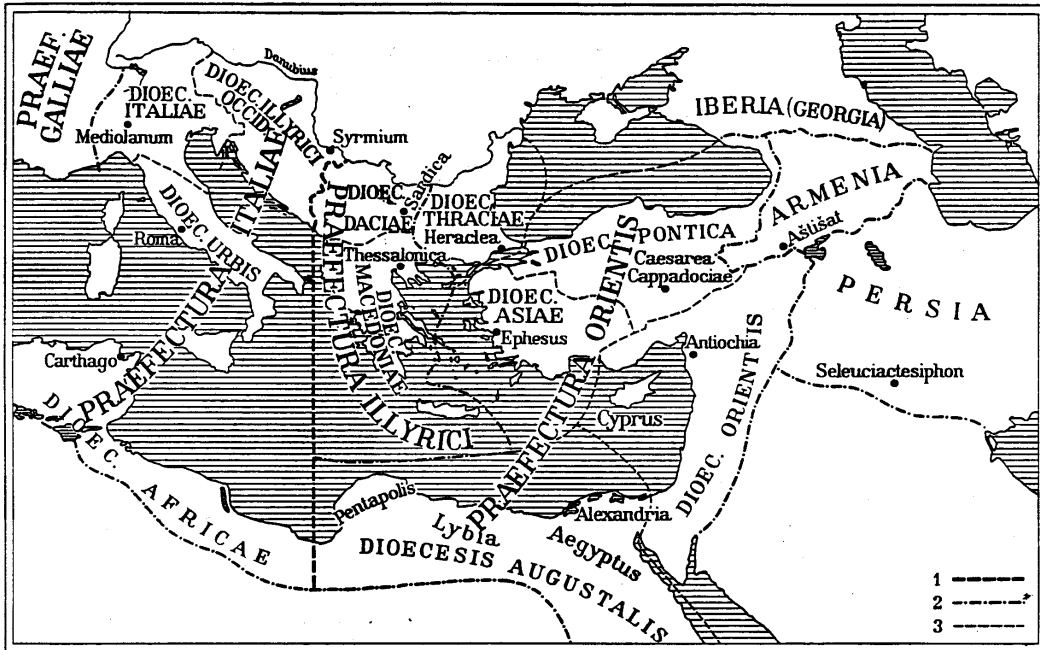 PRAEF.
GALLIAE
DIOEC.
ITALIAE
Mediolanum
Danubius
DIOEC. ILLYRICI
OCCID.
Syrmium
PRAEFECTURA ITALIAE
DIOEC. URBIS
Roma
Carthago
DIOEC. AFRICAE
DIOEC.
DACIAE
Sardica
DIOEC.
THRACIAE
Heraclea
Thessalonica
DIOEC.
MACEDONIAE
PRAEFECTURA ILLYRICI
DIOEC. PONTICA
Caesarea
Cappadociae
DIOEC.
ASIAE
Ephesus
PRAEFECTURA ORIENTIS
IBERIA (GEORGIA)
ARMENIA
Aštišat
PERSIA
Antiochia
Seleuciactesiphon
Cyprus
DIOEC. ORIENTIS
Pentapolis
Lybia
Alexandria
Aegyptus
DIOECESIS AUGUSTALIS
1
2
3